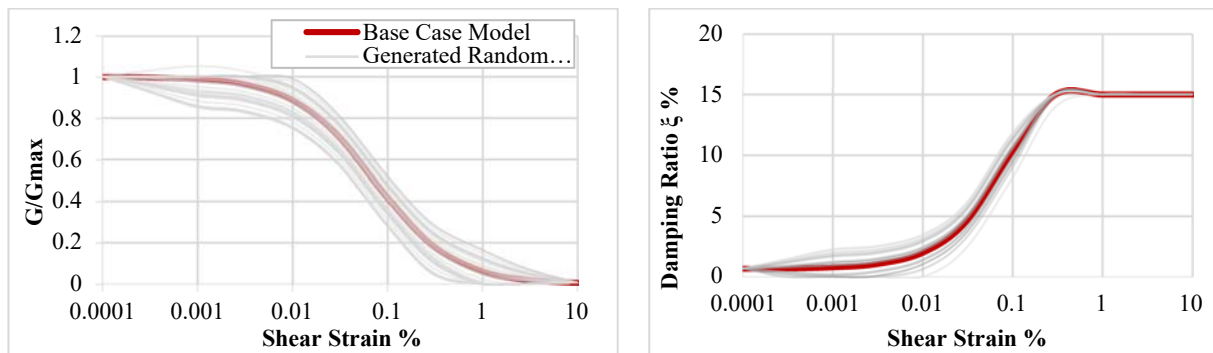 1.2
1
0.8
0.6
0.4
0.2
0
G/Gmax
Base Case Model
Generated Random…
0.0001 0.001 0.01 0.1 1 10
Shear Strain %
20
15
10
5
0
Damping Ratio ξ %
0.0001 0.001 0.01 0.1 1 10
Shear Strain %